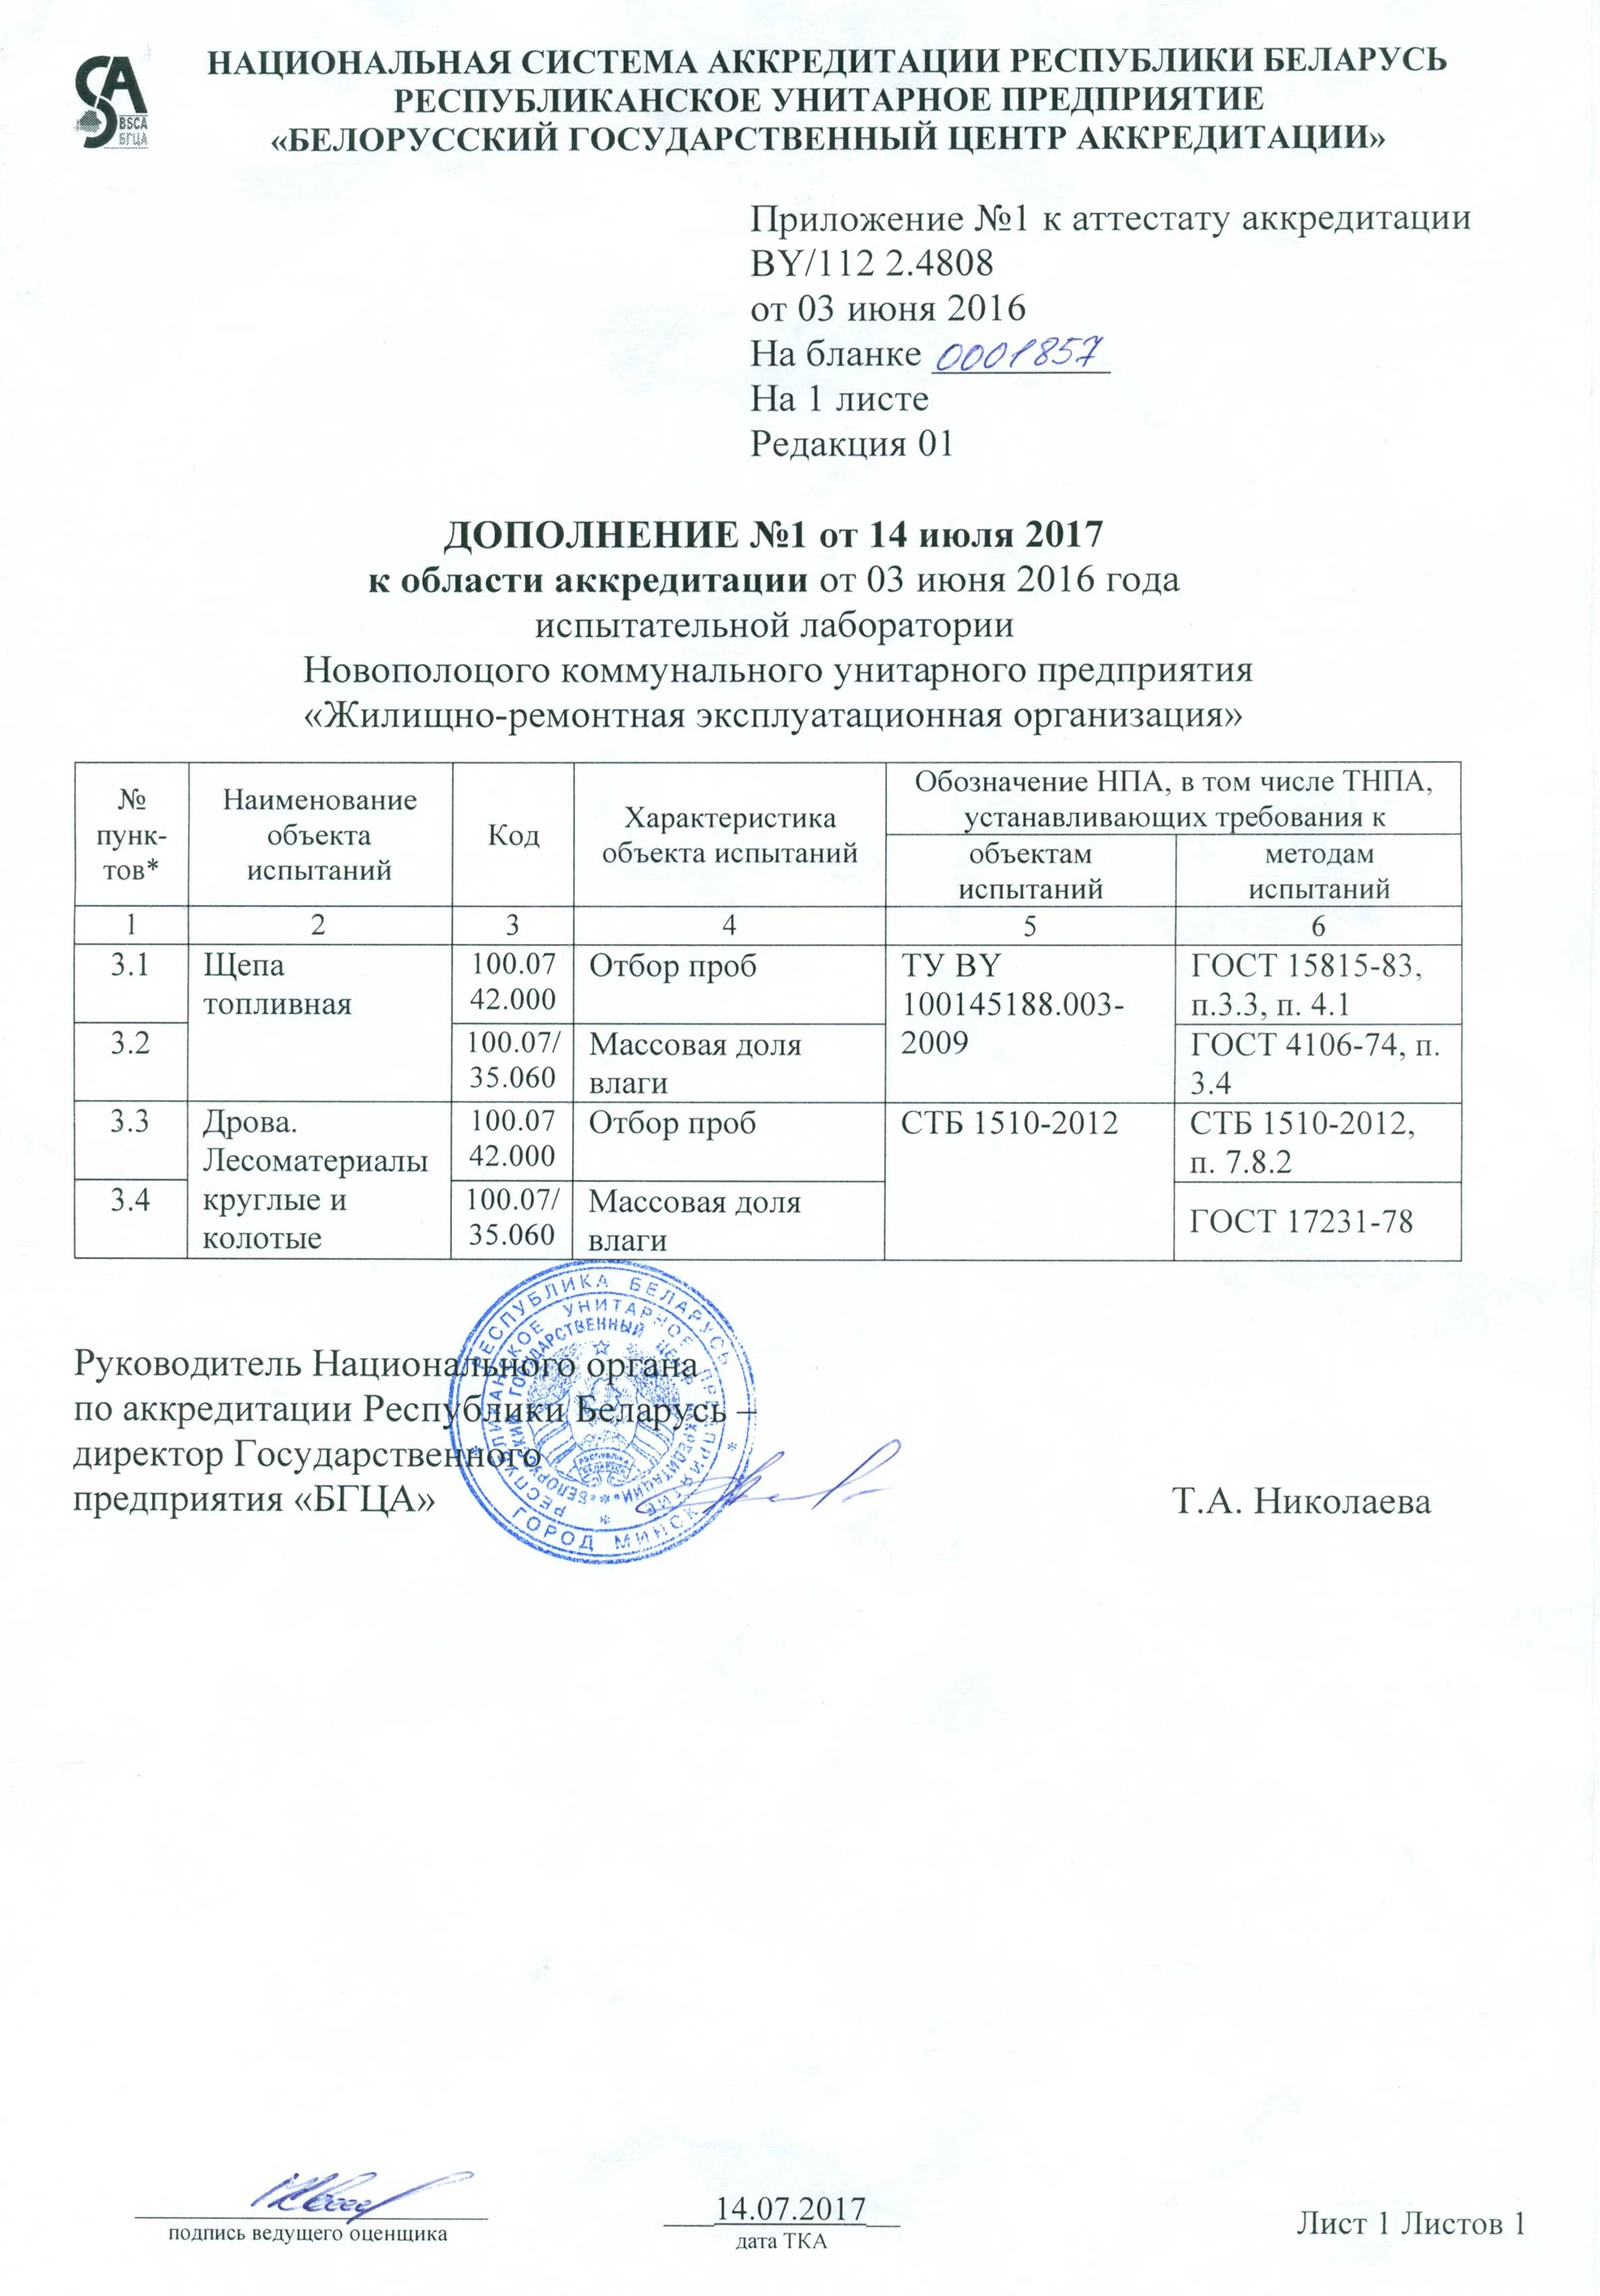 BSCA
БГЦА
НАЦИОНАЛЬНАЯ СИСТЕМА АККРЕДИТАЦИИ РЕСПУБЛИКИ БЕЛАРУСЬ
РЕСПУБЛИКАНСКОЕ УНИТАРНОЕ ПРЕДПРИЯТИЕ
«БЕЛОРУССКИЙ ГОСУДАРСТВЕННЫЙ ЦЕНТР АККРЕДИТАЦИИ»
Приложение №1 к аттестату аккредитации
BY/112 2.4808
от 03 июня 2016
На бланке 0001857
На 1 листе
Редакция 01
ДОПОЛНЕНИЕ №1 от 14 июля 2017
к области аккредитации от 03 июня 2016 года
испытательной лаборатории
Новополоцого коммунального унитарного предприятия
«Жилищно-ремонтная эксплуатационная организация»
№
пунк-
тов*
Наименование
объекта
испытаний
Код
Характеристика
объекта испытаний
Обозначение НПА, в том числе ТНПА,
устанавливающих требования к
объектам
испытаний
методам
испытаний
1 2 3 4 5 6
3.1
Щепа
топливная
100.07
42.000
Отбор проб
ТУ BY
100145188.003-
2009
ГОСТ 15815-83,
п.3.3, п. 4.1
3.2
100.07/
35.060
Массовая доля
влаги
ГОСТ 4106-74, п.
3.4
3.3
Дрова.
Лесоматериалы
круглые и
колотые
100.07
42.000
Отбор проб
СТБ 1510-2012
СТБ 1510-2012,
п. 7.8.2
3.4
100.07/
35.060
Массовая доля
влаги
ГОСТ 17231-78
Руководитель Национального органа
по аккредитации Республики Беларусь –
директор Государственного
предприятия «БГЦА»
Т.А. Николаева
РЕСПУБЛИКА БЕЛАРУСЬ
* ГОРОД МИНСК *
РЕСПУБЛИКАНСКОЕ УНИТАРНОЕ ПРЕДПРИЯТИЕ *
«БЕЛОРУССКИЙ ГОСУДАРСТВЕННЫЙ ЦЕНТР АККРЕДИТАЦИИ» *
РЭСПУБЛІКА
БЕЛАРУСЬ
подпись ведущего оценщика
14.07.2017
дата ТКА
Лист 1 Листов 1